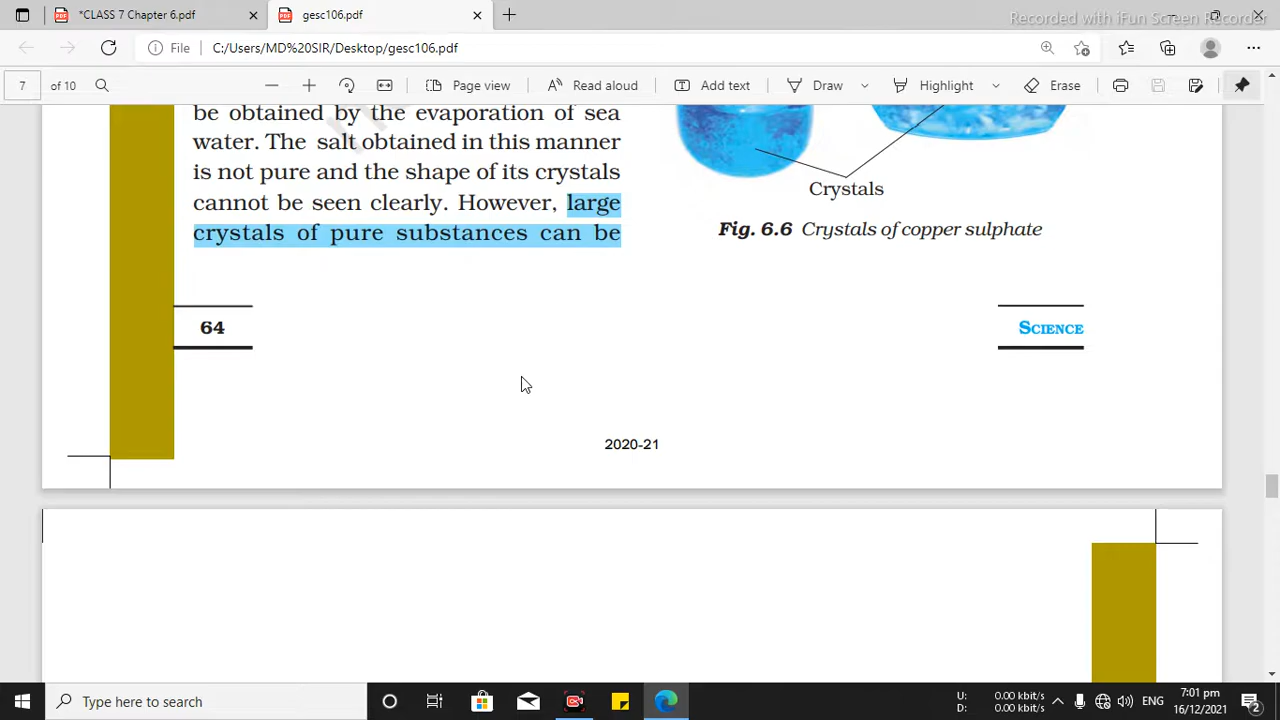 *CLASS 7 Chapter 6.pdf
gesc106.pdf
Recorded with iFun Screen Recorder
File
C:/Users/MD%20SIR/Desktop/gesc106.pdf
7 of 10
Page view
Read aloud
Add text
Draw
Highlight
Erase
be obtained by the evaporation of sea
water. The salt obtained in this manner
is not pure and the shape of its crystals
cannot be seen clearly. However, large
crystals of pure substances can be
Crystals
Fig. 6.6 Crystals of copper sulphate
64
SCIENCE
2020-21
Type here to search
U: 0.00 kbit/s
D: 0.00 kbit/s
ENG
7:01 pm
16/12/2021
2